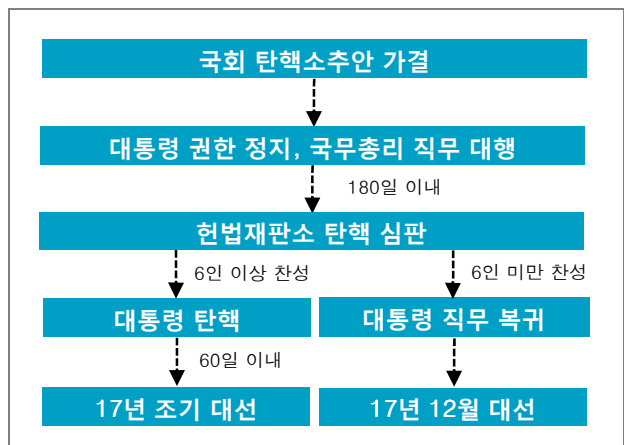 국회 탄핵소추안 가결
대통령 권한 정지, 국무총리 직무 대행
180일 이내
헌법재판소 탄핵 심판
6인 이상 찬성
6인 미만 찬성
대통령 탄핵
대통령 직무 복귀
60일 이내
17년 조기 대선
17년 12월 대선